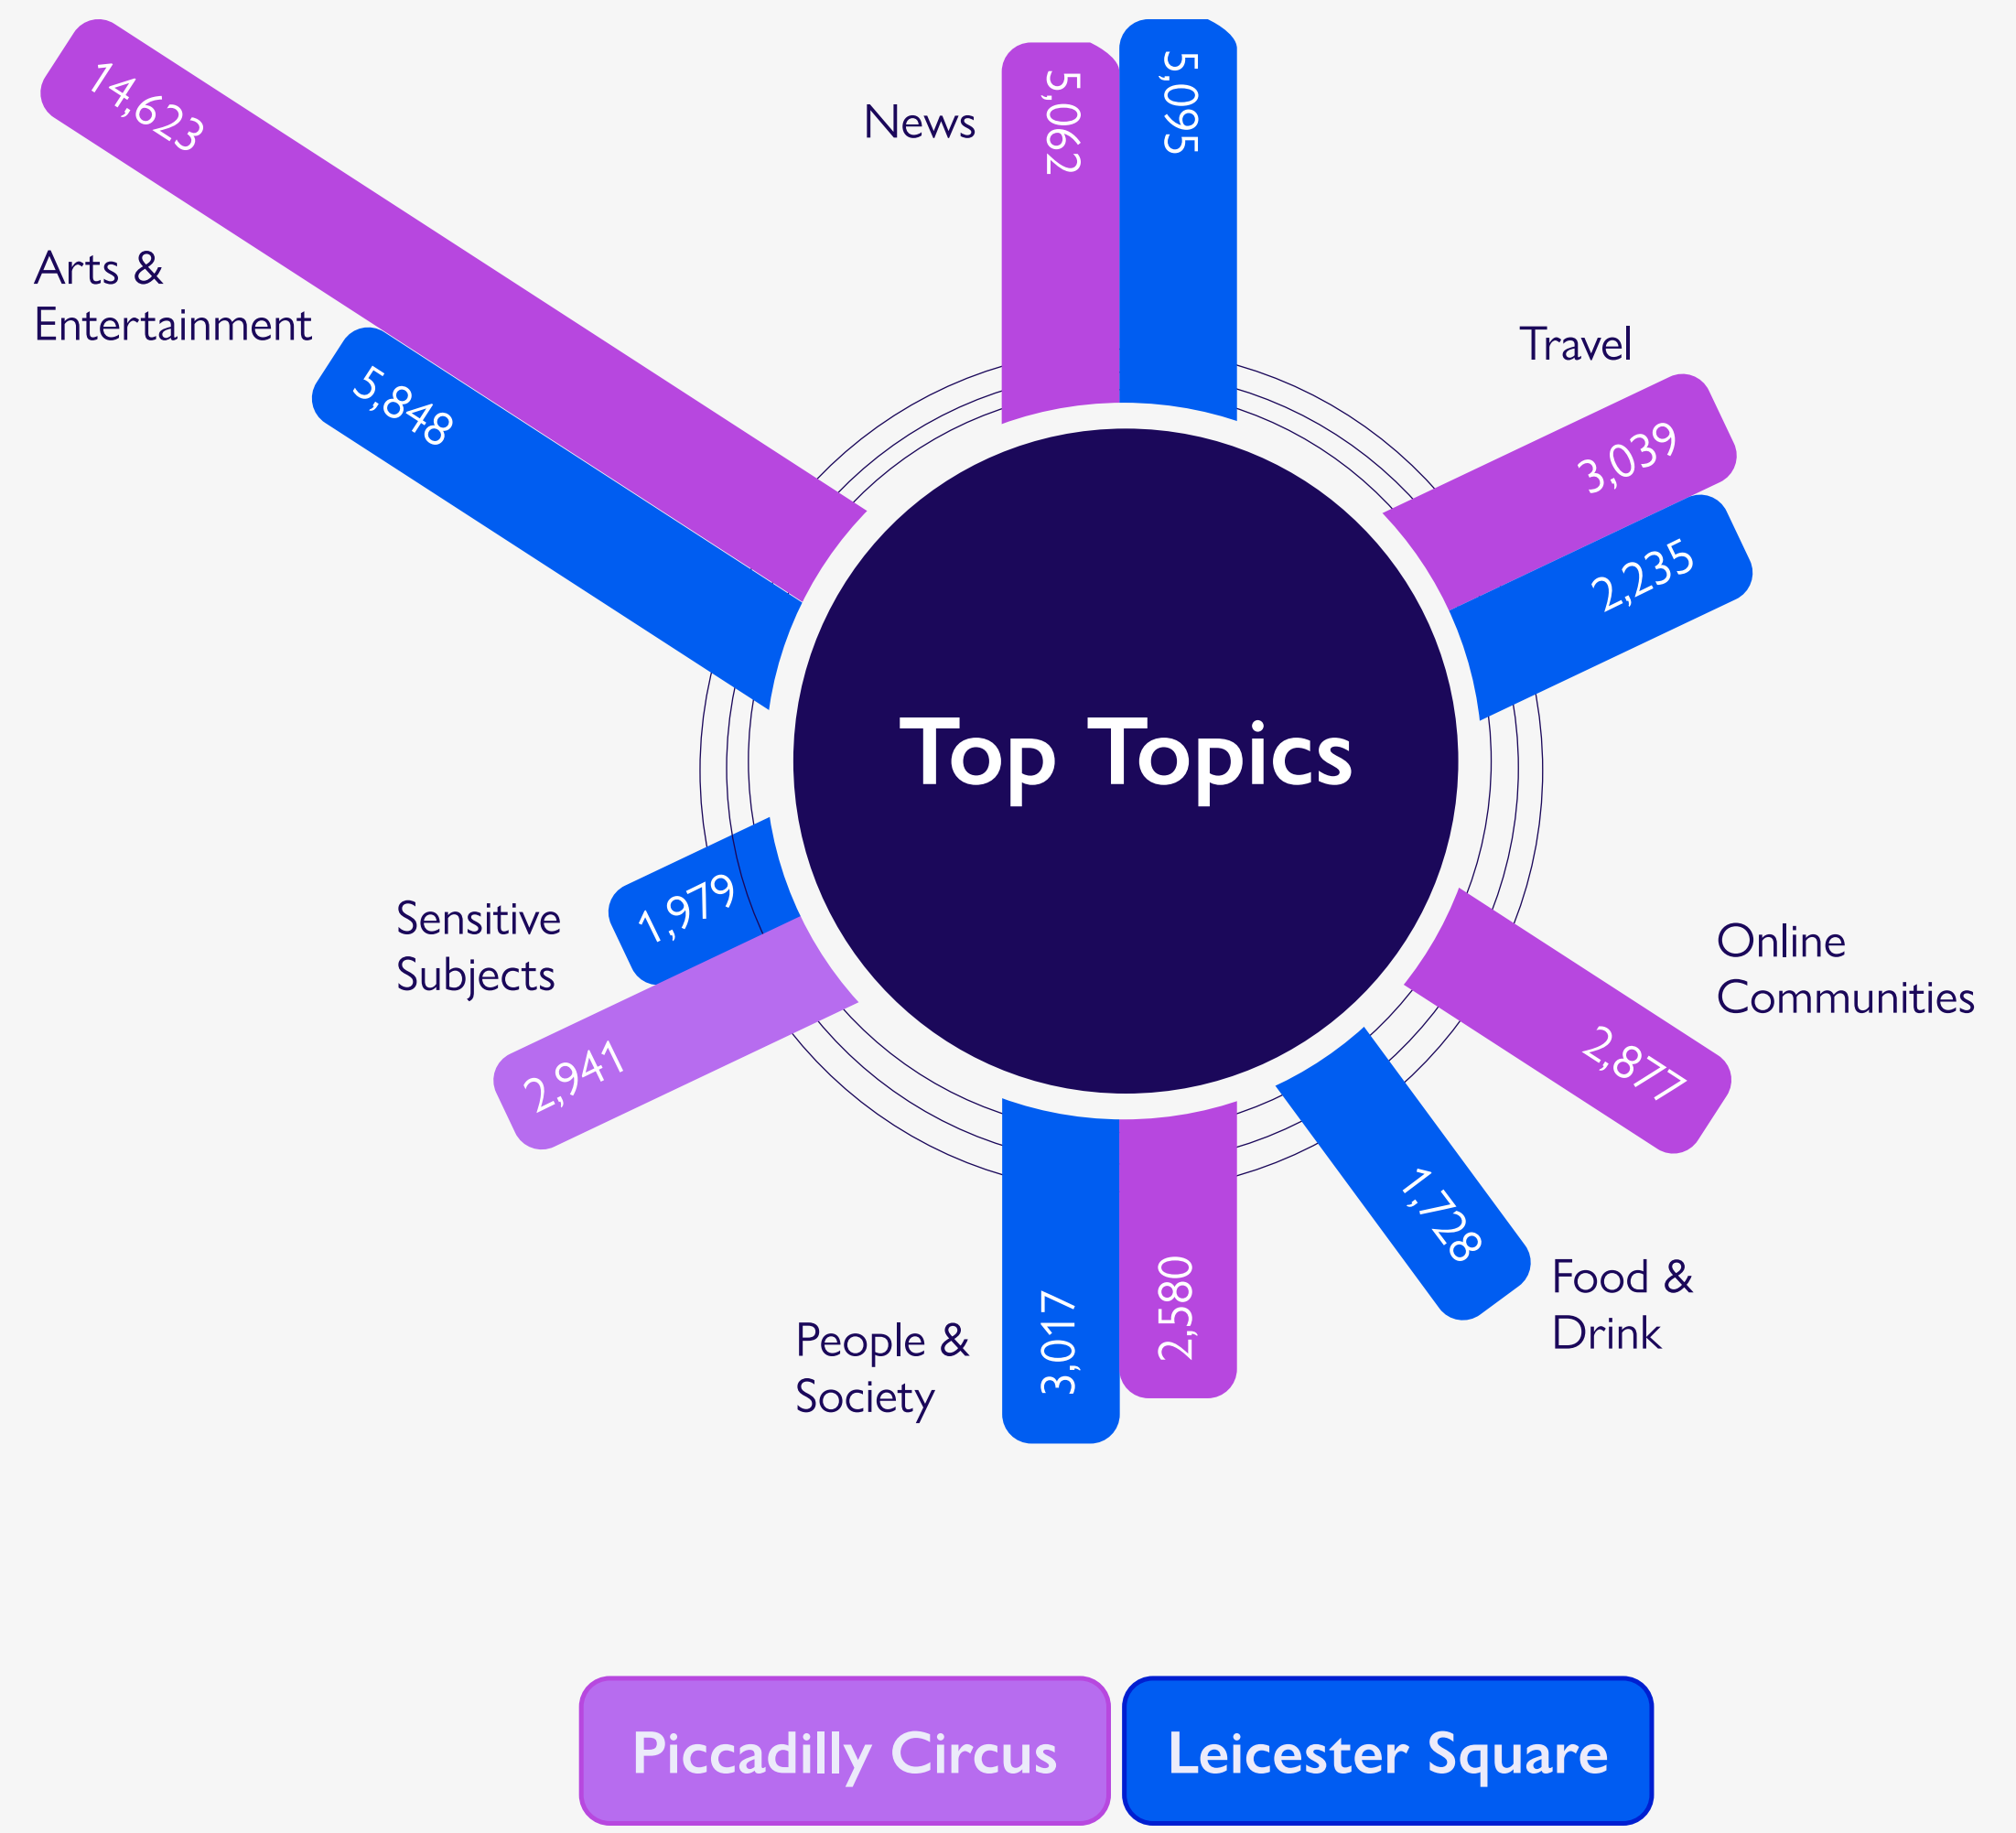 14,623
5,062
5,095
News
Arts &
Entertainment
5,848
Travel
3,039
2,235
Top Topics
1,979
Sensitive
Subjects
2,941
Online
Communities
2,877
1,728
Food &
Drink
3,017
2,580
People &
Society
Piccadilly Circus
Leicester Square